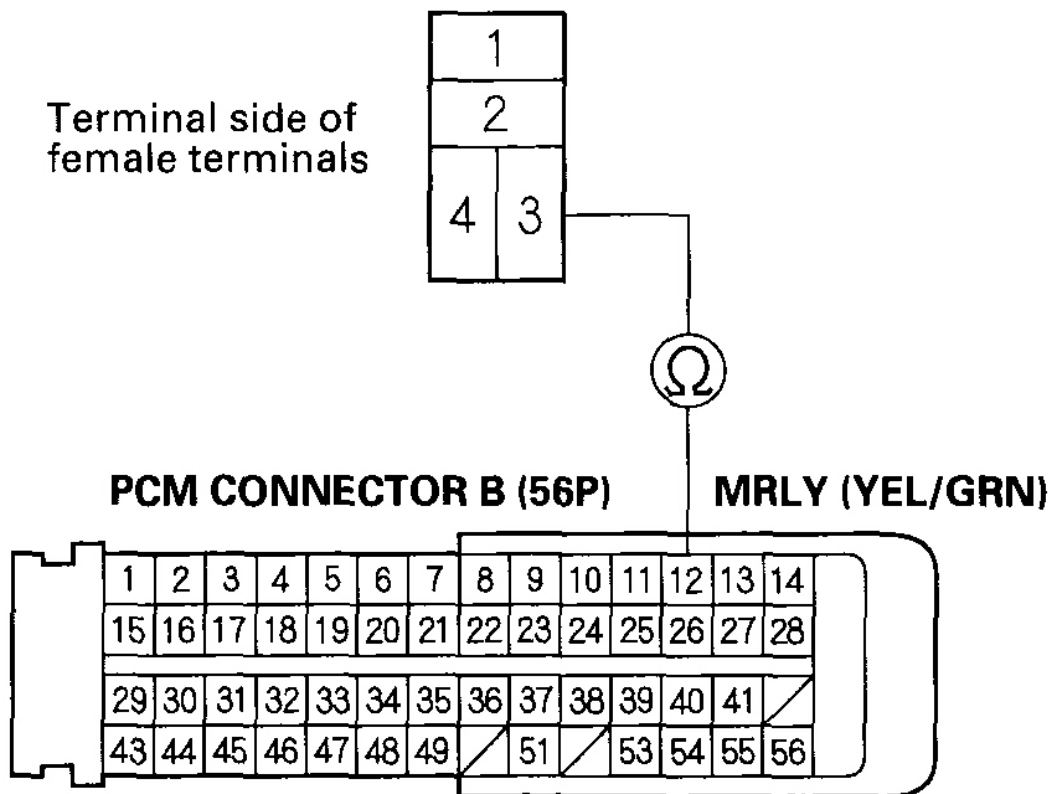 1
Terminal side of
female terminals
2
4 3
Ω
PCM CONNECTOR B (56P) MRLY (YEL/GRN)
1 2 3 4 5 6 7 8 9 10 11 12 13 14
15 16 17 18 19 20 21 22 23 24 25 26 27 28
29 30 31 32 33 34 35 36 37 38 39 40 41
43 44 45 46 47 48 49 51 53 54 55 56